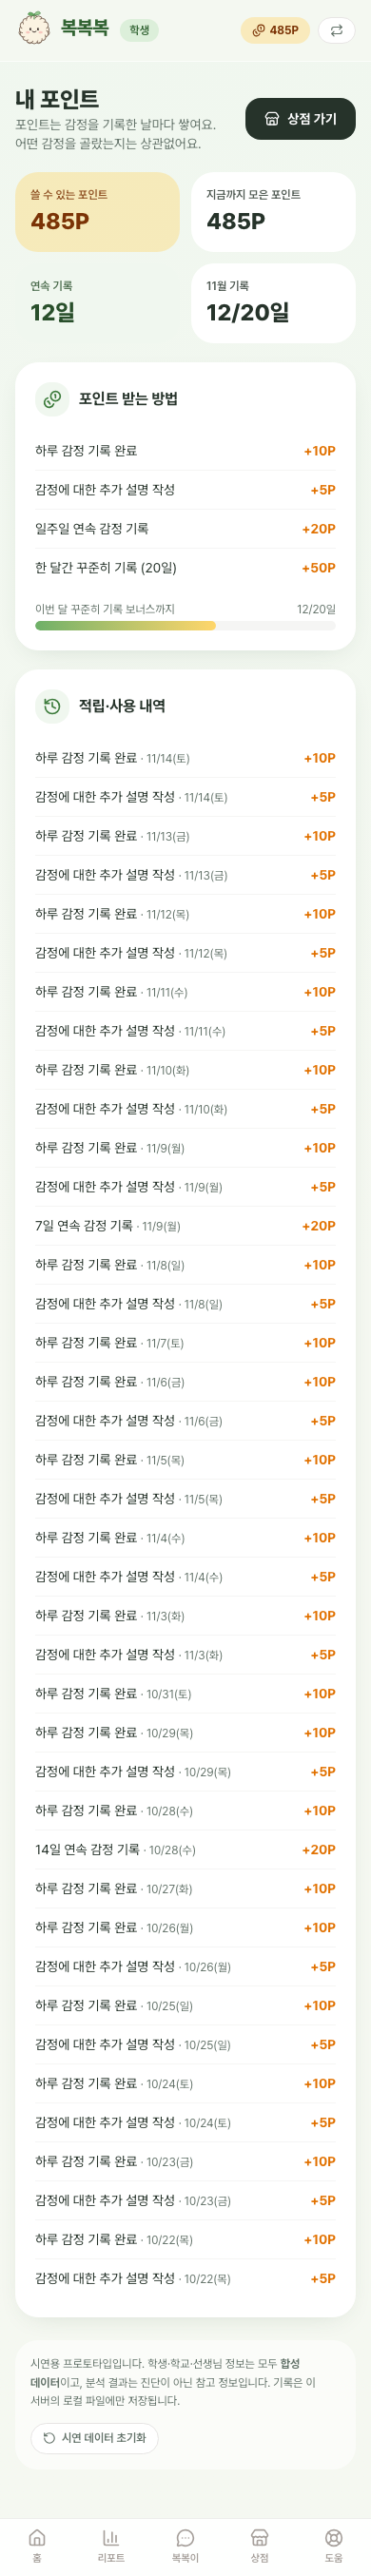 복복복 학생 485P
내 포인트
포인트는 감정을 기록한 날마다 쌓여요.
어떤 감정을 골랐는지는 상관없어요.
상점 가기
쓸 수 있는 포인트
485P
지금까지 모은 포인트
485P
연속 기록
12일
11월 기록
12/20일
포인트 받는 방법
하루 감정 기록 완료 +10P
감정에 대한 추가 설명 작성 +5P
일주일 연속 감정 기록 +20P
한 달간 꾸준히 기록 (20일) +50P
이번 달 꾸준히 기록 보너스까지 12/20일
적립·사용 내역
하루 감정 기록 완료 · 11/14(토) +10P
감정에 대한 추가 설명 작성 · 11/14(토) +5P
하루 감정 기록 완료 · 11/13(금) +10P
감정에 대한 추가 설명 작성 · 11/13(금) +5P
하루 감정 기록 완료 · 11/12(목) +10P
감정에 대한 추가 설명 작성 · 11/12(목) +5P
하루 감정 기록 완료 · 11/11(수) +10P
감정에 대한 추가 설명 작성 · 11/11(수) +5P
하루 감정 기록 완료 · 11/10(화) +10P
감정에 대한 추가 설명 작성 · 11/10(화) +5P
하루 감정 기록 완료 · 11/9(월) +10P
감정에 대한 추가 설명 작성 · 11/9(월) +5P
7일 연속 감정 기록 · 11/9(월) +20P
하루 감정 기록 완료 · 11/8(일) +10P
감정에 대한 추가 설명 작성 · 11/8(일) +5P
하루 감정 기록 완료 · 11/7(토) +10P
하루 감정 기록 완료 · 11/6(금) +10P
감정에 대한 추가 설명 작성 · 11/6(금) +5P
하루 감정 기록 완료 · 11/5(목) +10P
감정에 대한 추가 설명 작성 · 11/5(목) +5P
하루 감정 기록 완료 · 11/4(수) +10P
감정에 대한 추가 설명 작성 · 11/4(수) +5P
하루 감정 기록 완료 · 11/3(화) +10P
감정에 대한 추가 설명 작성 · 11/3(화) +5P
하루 감정 기록 완료 · 10/31(토) +10P
하루 감정 기록 완료 · 10/29(목) +10P
감정에 대한 추가 설명 작성 · 10/29(목) +5P
하루 감정 기록 완료 · 10/28(수) +10P
14일 연속 감정 기록 · 10/28(수) +20P
하루 감정 기록 완료 · 10/27(화) +10P
하루 감정 기록 완료 · 10/26(월) +10P
감정에 대한 추가 설명 작성 · 10/26(월) +5P
하루 감정 기록 완료 · 10/25(일) +10P
감정에 대한 추가 설명 작성 · 10/25(일) +5P
하루 감정 기록 완료 · 10/24(토) +10P
감정에 대한 추가 설명 작성 · 10/24(토) +5P
하루 감정 기록 완료 · 10/23(금) +10P
감정에 대한 추가 설명 작성 · 10/23(금) +5P
하루 감정 기록 완료 · 10/22(목) +10P
감정에 대한 추가 설명 작성 · 10/22(목) +5P
시연용 프로토타입입니다. 학생·학교·선생님 정보는 모두 합성
데이터이고, 분석 결과는 진단이 아닌 참고 정보입니다. 기록은 이
서버의 로컬 파일에만 저장됩니다.
시연 데이터 초기화
홈 리포트 복복이 상점 도움